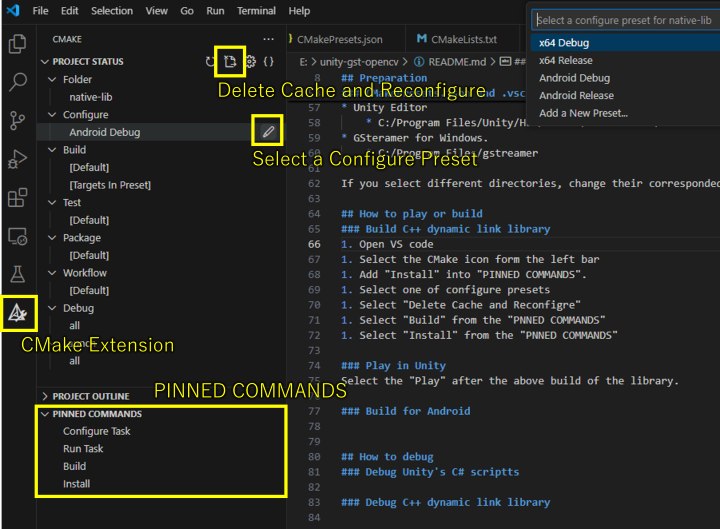 File Edit Selection View Go Run Terminal Help
CMAKE
PROJECT STATUS
Folder
native-lib
Configure
Android Debug
Build
[Default]
[Targets In Preset]
Test
[Default]
Package
[Default]
Workflow
[Default]
Debug
all
all
PROJECT OUTLINE
PINNED COMMANDS
Configure Task
Run Task
Build
Install
Delete Cache and Reconfigure
Select a Configure Preset
CMake Extension
PINNED COMMANDS
CMakePresets.json
CMakeLists.txt
E: > unity-gst-opencv > README.md > ##
8 ## Preparation
57 * Unity Editor
58 * C:/Program Files/Unity/H
59 * GSteramer for Windows.
60 * C:/Program Files/gstreamer
61
62 If you select different directories, change their corresponded
63
64 ## How to play or build
65 ### Build C++ dynamic link library
66 1. Open VS code
67 1. Select the CMake icon form the left bar
68 1. Add "Install" into "PINNED COMMANDS".
69 1. Select one of configure presets
70 1. Select "Delete Cache and Reconfigre"
71 1. Select "Build" from the "PNNED COMMANDS"
72 1. Select "Install" from the "PNNED COMMANDS"
73
74 ### Play in Unity
75 Select the "Play" after the above build of the library.
76
77 ### Build for Android
78
79
80 ## How to debug
81 ### Debug Unity's C# scriptts
82
83 ### Debug C++ dynamic link library
84
Select a configure preset for native-lib
x64 Debug
x64 Release
Android Debug
Android Release
Add a New Preset...